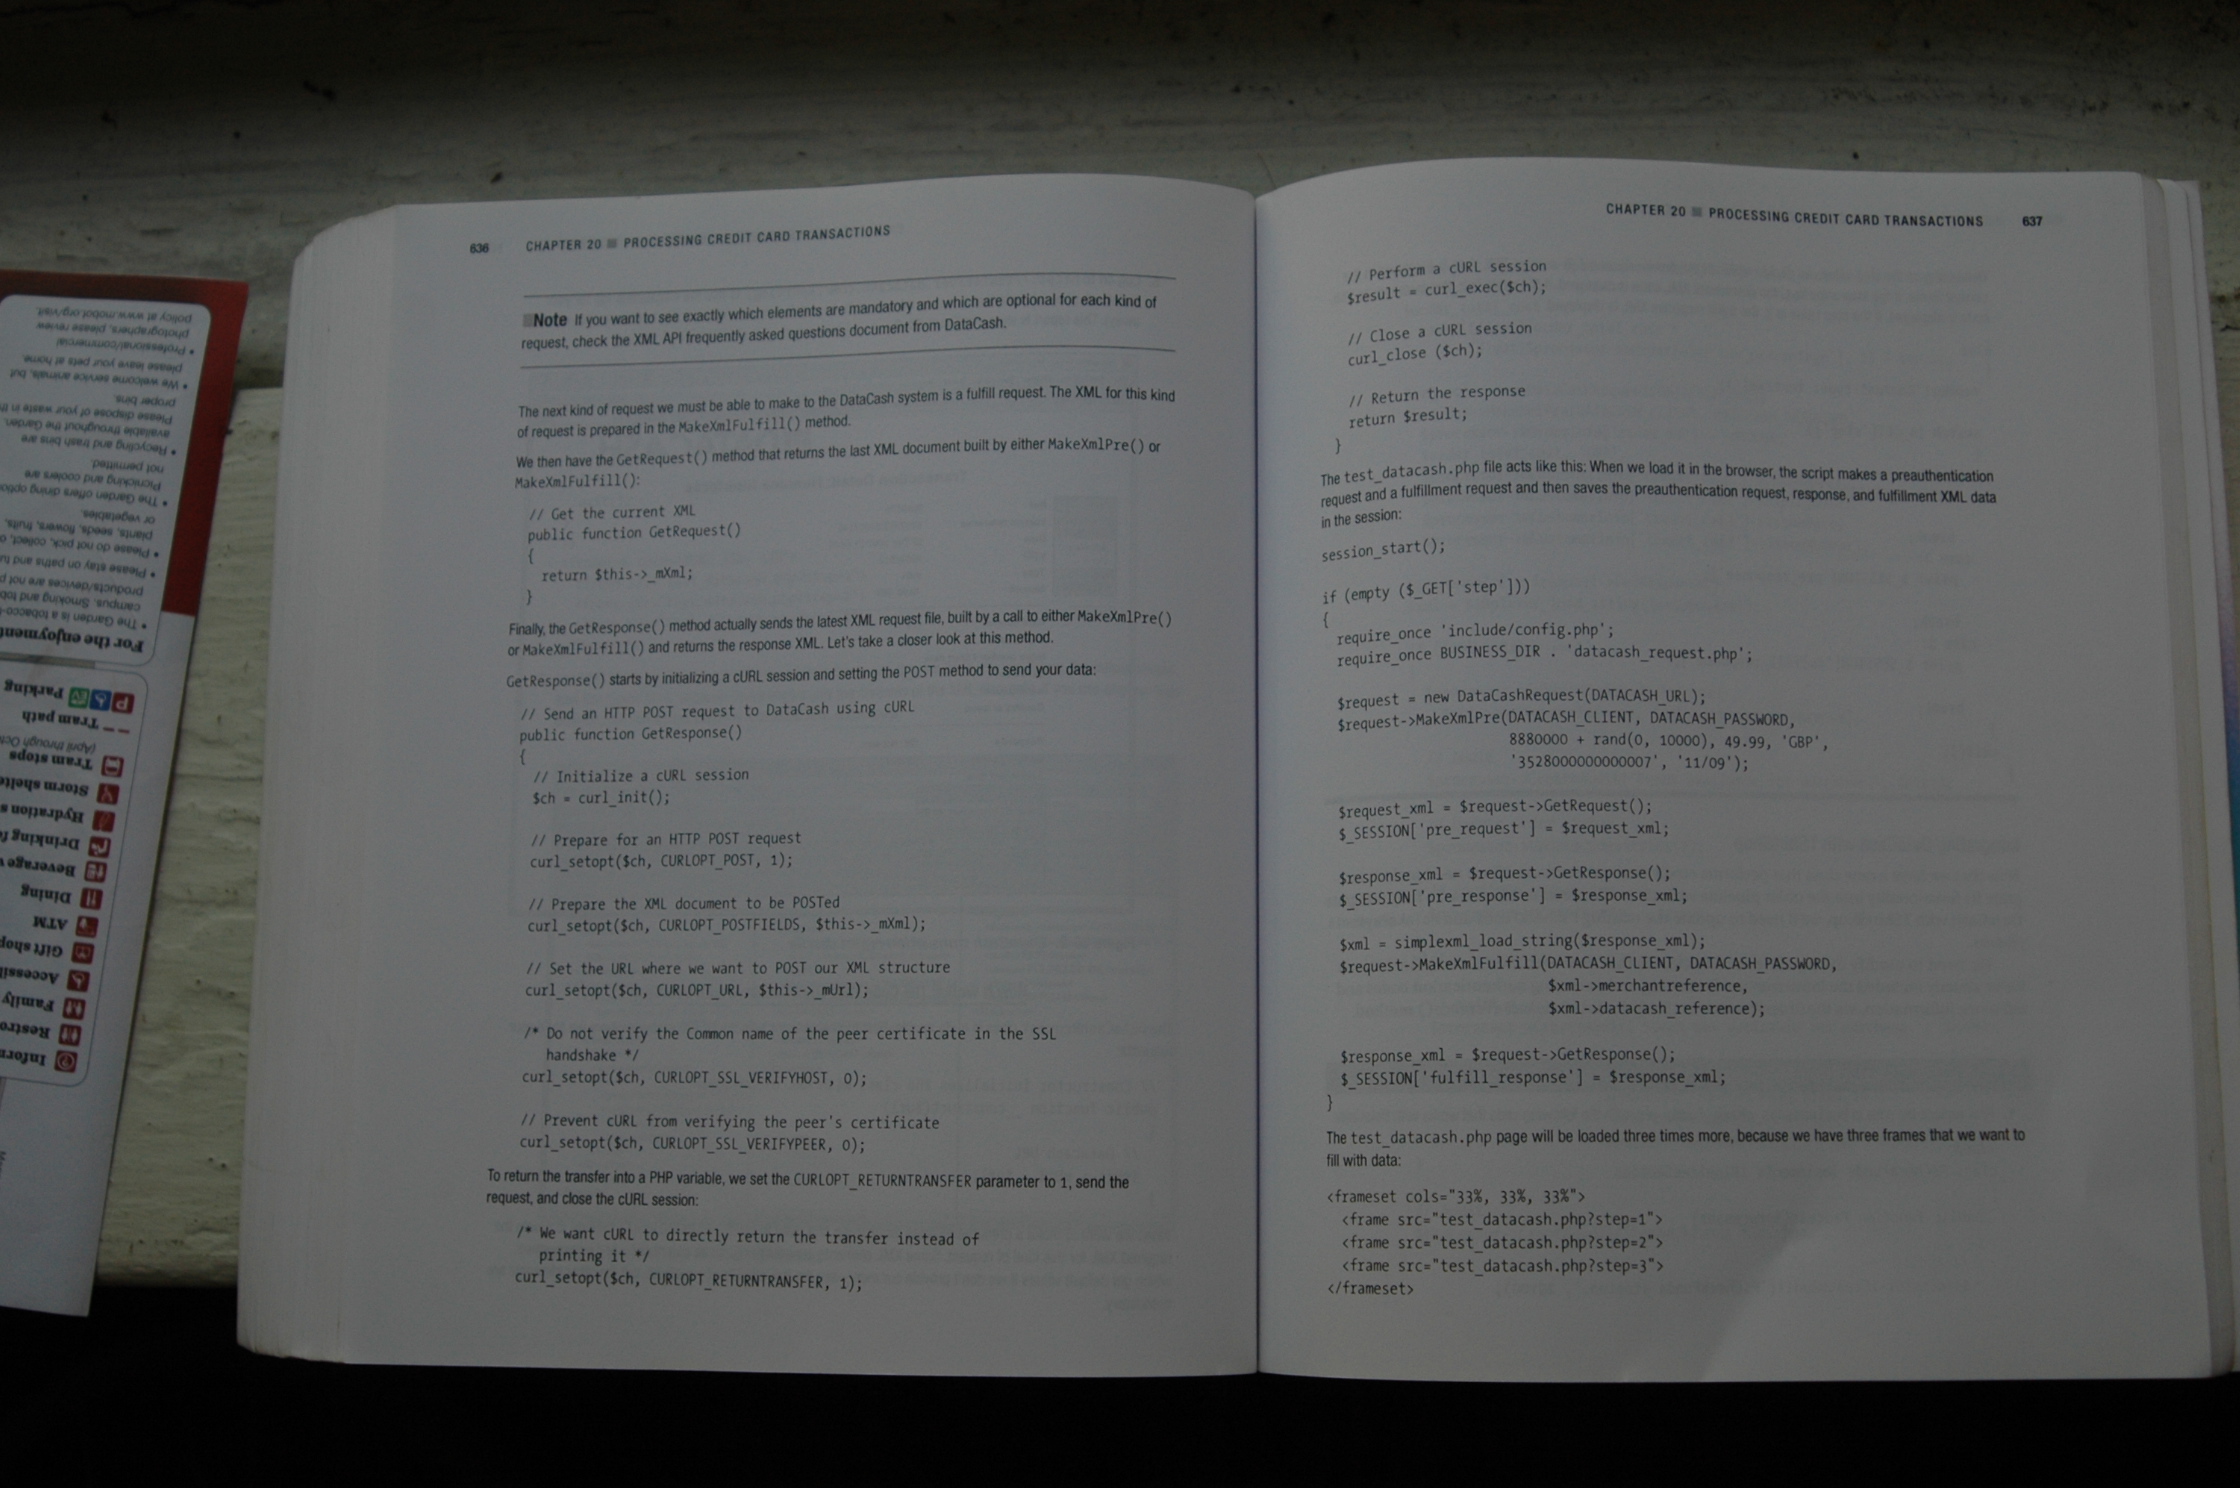 636 CHAPTER 20 ■ PROCESSING CREDIT CARD TRANSACTIONS
■Note If you want to see exactly which elements are mandatory and which are optional for each kind of
request, check the XML API frequently asked questions document from DataCash.
The next kind of request we must be able to make to the DataCash system is a fulfill request. The XML for this kind
of request is prepared in the MakeXmlFulfill() method.
We then have the GetRequest() method that returns the last XML document built by either MakeXmlPre() or
MakeXmlFulfill():
// Get the current XML
public function GetRequest()
{
return $this->_mXml;
}
Finally, the GetResponse() method actually sends the latest XML request file, built by a call to either MakeXmlPre()
or MakeXmlFulfill() and returns the response XML. Let's take a closer look at this method.
GetResponse() starts by initializing a cURL session and setting the POST method to send your data:
// Send an HTTP POST request to DataCash using cURL
public function GetResponse()
{
// Initialize a cURL session
$ch = curl_init();
// Prepare for an HTTP POST request
curl_setopt($ch, CURLOPT_POST, 1);
// Prepare the XML document to be POSTed
curl_setopt($ch, CURLOPT_POSTFIELDS, $this->_mXml);
// Set the URL where we want to POST our XML structure
curl_setopt($ch, CURLOPT_URL, $this->_mUrl);
/* Do not verify the Common name of the peer certificate in the SSL
handshake */
curl_setopt($ch, CURLOPT_SSL_VERIFYHOST, 0);
// Prevent cURL from verifying the peer's certificate
curl_setopt($ch, CURLOPT_SSL_VERIFYPEER, 0);
To return the transfer into a PHP variable, we set the CURLOPT_RETURNTRANSFER parameter to 1, send the
request, and close the cURL session:
/* We want cURL to directly return the transfer instead of
printing it */
curl_setopt($ch, CURLOPT_RETURNTRANSFER, 1);
CHAPTER 20 ■ PROCESSING CREDIT CARD TRANSACTIONS 637
// Perform a cURL session
$result = curl_exec($ch);
// Close a cURL session
curl_close ($ch);
// Return the response
return $result;
}
The test_datacash.php file acts like this: When we load it in the browser, the script makes a preauthentication
request and a fulfillment request and then saves the preauthentication request, response, and fulfillment XML data
in the session:
session_start();
if (empty ($_GET['step']))
{
require_once 'include/config.php';
require_once BUSINESS_DIR . 'datacash_request.php';
$request = new DataCashRequest(DATACASH_URL);
$request->MakeXmlPre(DATACASH_CLIENT, DATACASH_PASSWORD,
8880000 + rand(0, 10000), 49.99, 'GBP',
'3528000000000007', '11/09');
$request_xml = $request->GetRequest();
$_SESSION['pre_request'] = $request_xml;
$response_xml = $request->GetResponse();
$_SESSION['pre_response'] = $response_xml;
$xml = simplexml_load_string($response_xml);
$request->MakeXmlFulfill(DATACASH_CLIENT, DATACASH_PASSWORD,
$xml->merchantreference,
$xml->datacash_reference);
$response_xml = $request->GetResponse();
$_SESSION['fulfill_response'] = $response_xml;
}
The test_datacash.php page will be loaded three times more, because we have three frames that we want to
fill with data:
<frameset cols="33%, 33%, 33%">
<frame src="test_datacash.php?step=1">
<frame src="test_datacash.php?step=2">
<frame src="test_datacash.php?step=3">
</frameset>
Restro
Family
Accessi
Gift shop
ATM
Dining
Beverage
Drinking
Hydration s
Storm shelte
Tram stops
(April through Oct
Tram path
P EV Parking
For the enjoyment
• The Garden is a tobacco-
campus. Smoking and tob
products/devices are not p
• Please stay on paths and tu
• Please do not pick, collect, o
plants, seeds, flowers, fruits,
or vegetables.
• The Garden offers dining optio
Picnicking and coolers are
not permitted.
• Recycling and trash bins are
available throughout the Garden.
Please dispose of your waste in th
proper bins.
• We welcome service animals, but
please leave your pets at home.
• Professional/commercial
photographers, please review
policy at www.mobot.org/visit.